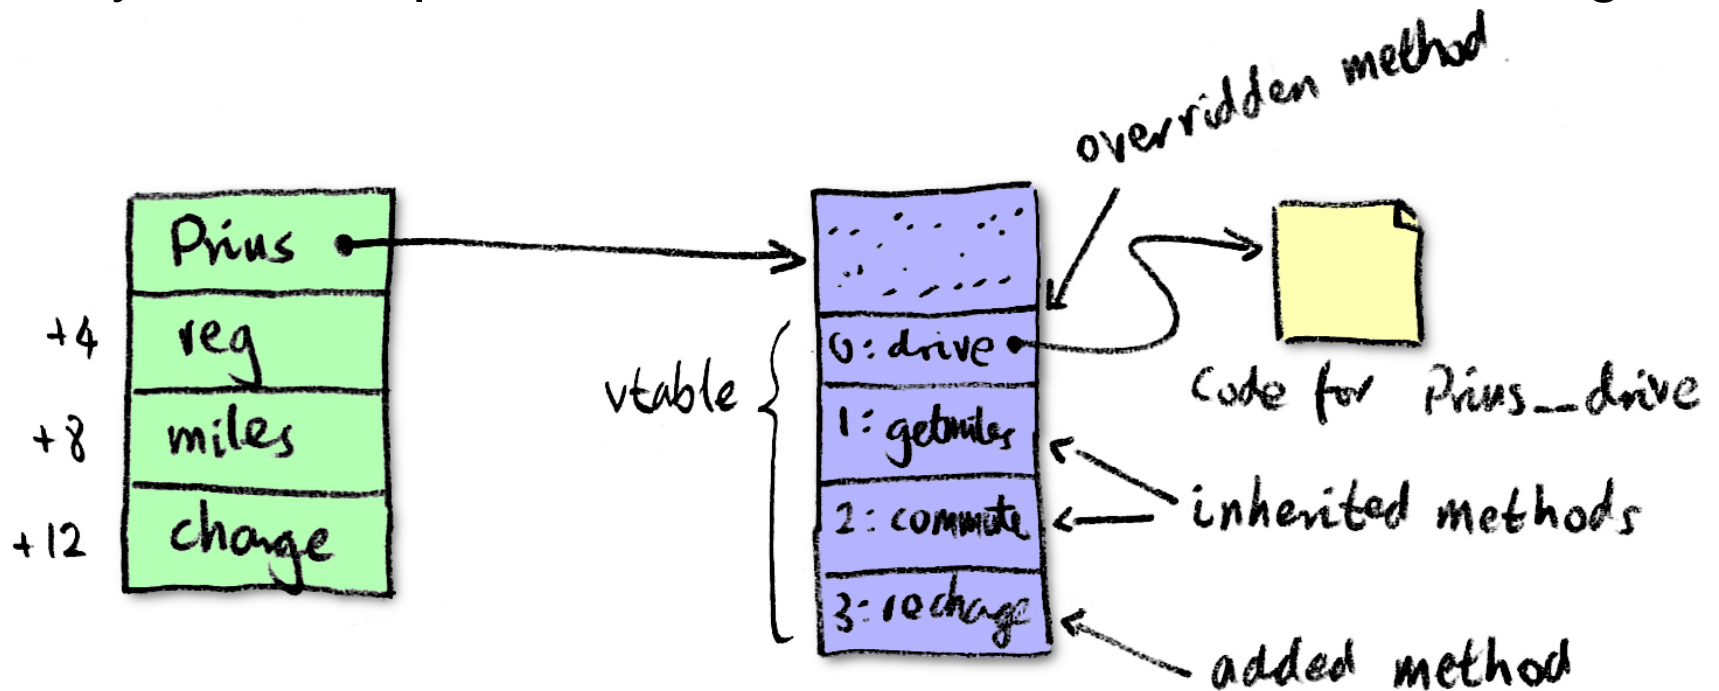 overridden method
Prius
+4 reg
+8 miles
+12 charge
vtable
0: drive
1: getmiles
2: commute
3: recharge
Code for Prius_drive
inherited methods
added method